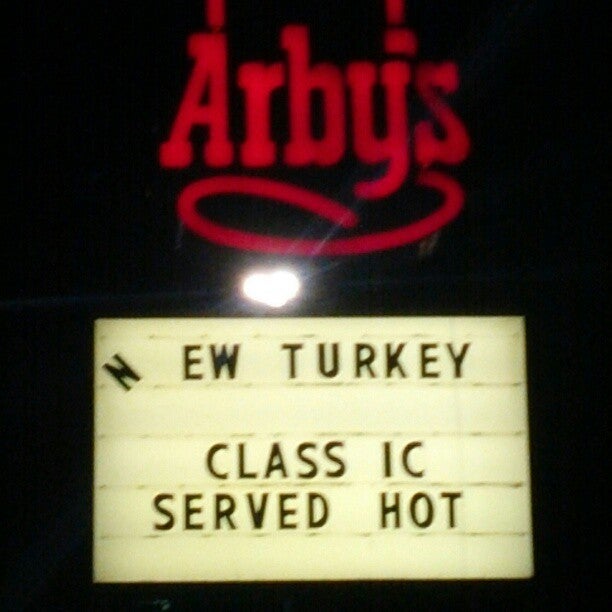 Arby's
N EW TURKEY
CLASS IC
SERVED HOT